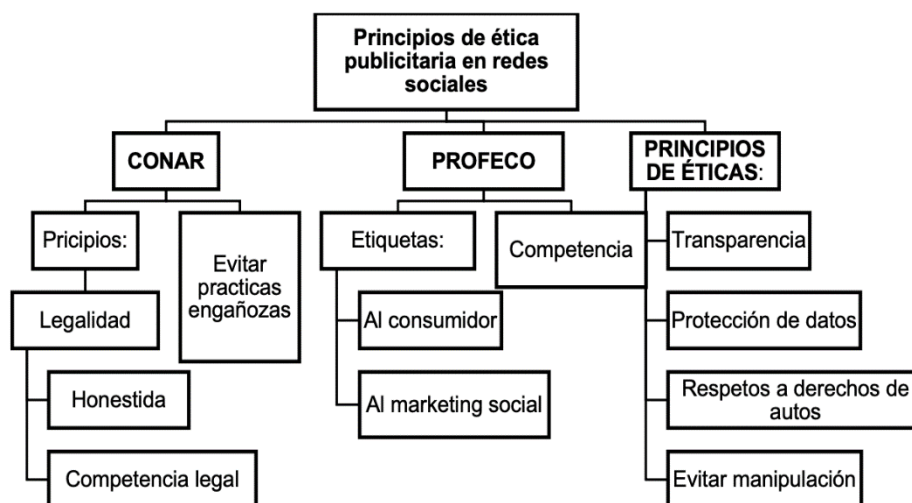 Principios de ética
publicitaria en redes
sociales
CONAR
PROFECO
PRINCIPIOS
DE ÉTICAS:
Pricipios:
Evitar
practicas
engañozas
Legalidad
Honestida
Competencia legal
Etiquetas:
Competencia
Al consumidor
Al marketing social
Transparencia
Protección de datos
Respetos a derechos de
autos
Evitar manipulación